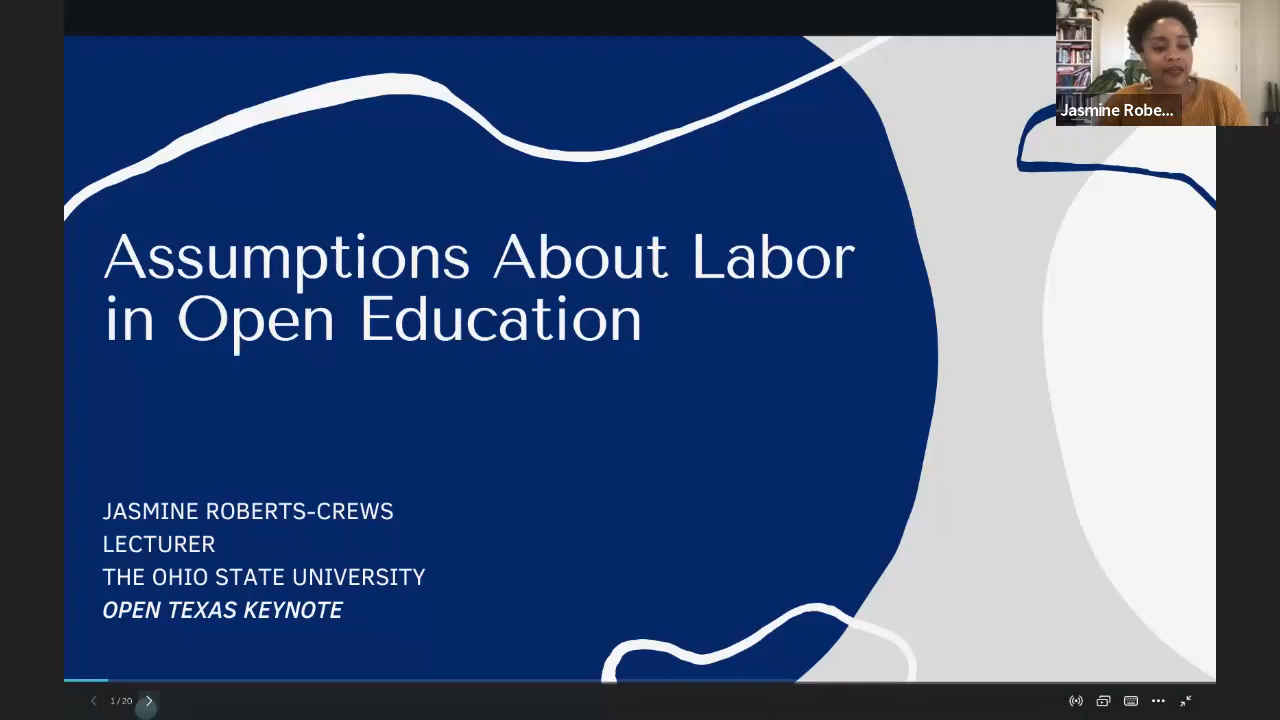 Jasmine Robe...
Assumptions About Labor
in Open Education
JASMINE ROBERTS-CREWS
LECTURER
THE OHIO STATE UNIVERSITY
OPEN TEXAS KEYNOTE
1/20